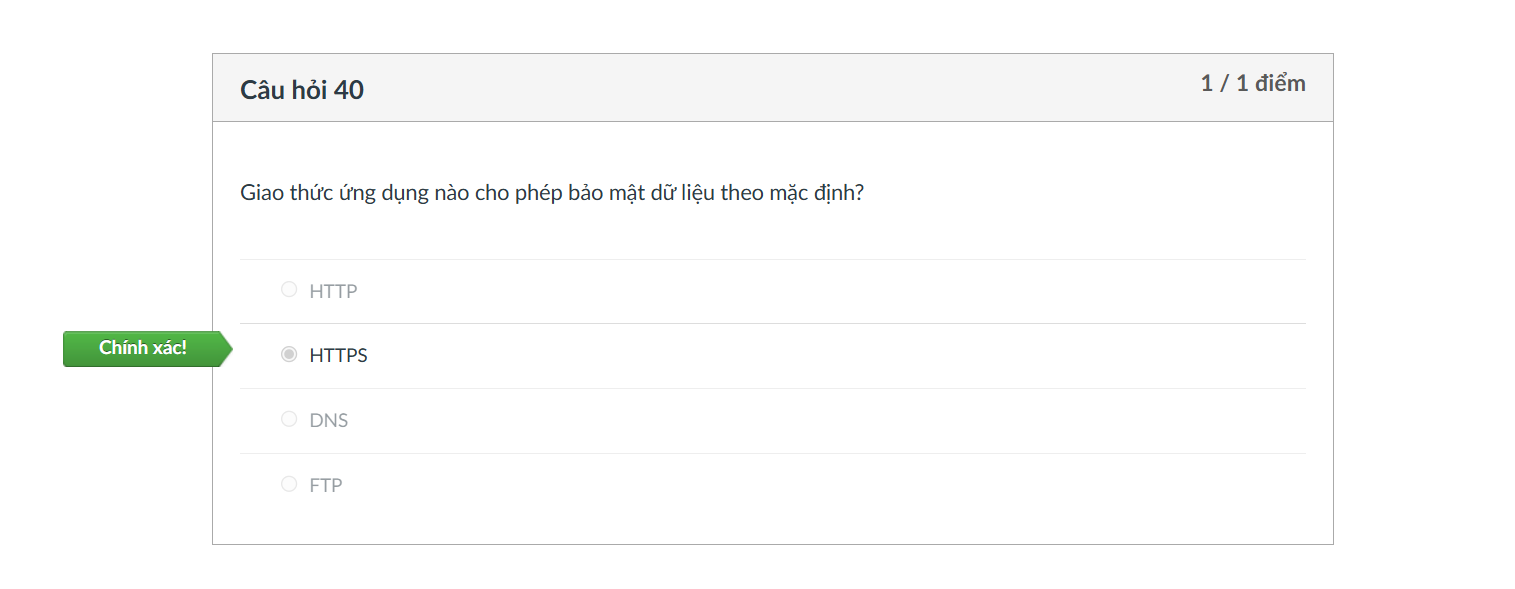 Câu hỏi 40
1 / 1 điểm
Giao thức ứng dụng nào cho phép bảo mật dữ liệu theo mặc định?
HTTP
Chính xác!
HTTPS
DNS
FTP